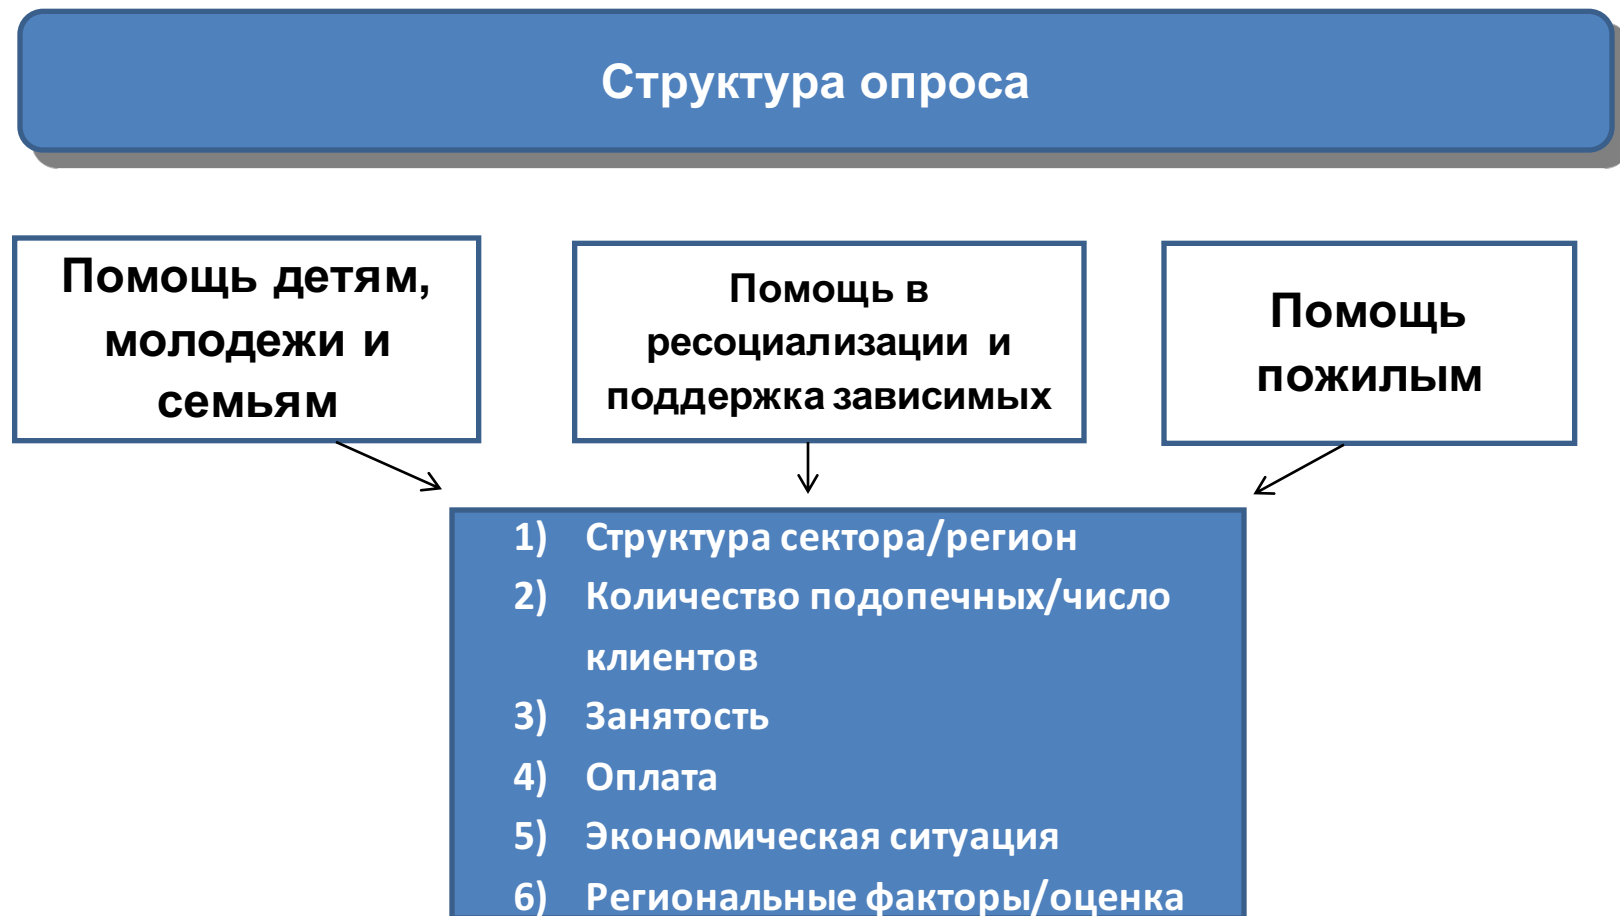 Структура опроса
Помощь детям,
молодежи и
семьям
Помощь в
ресоциализации и
поддержка зависимых
Помощь
пожилым
1) Структура сектора/регион
2) Количество подопечных/число
клиентов
3) Занятость
4) Оплата
5) Экономическая ситуация
6) Региональные факторы/оценка